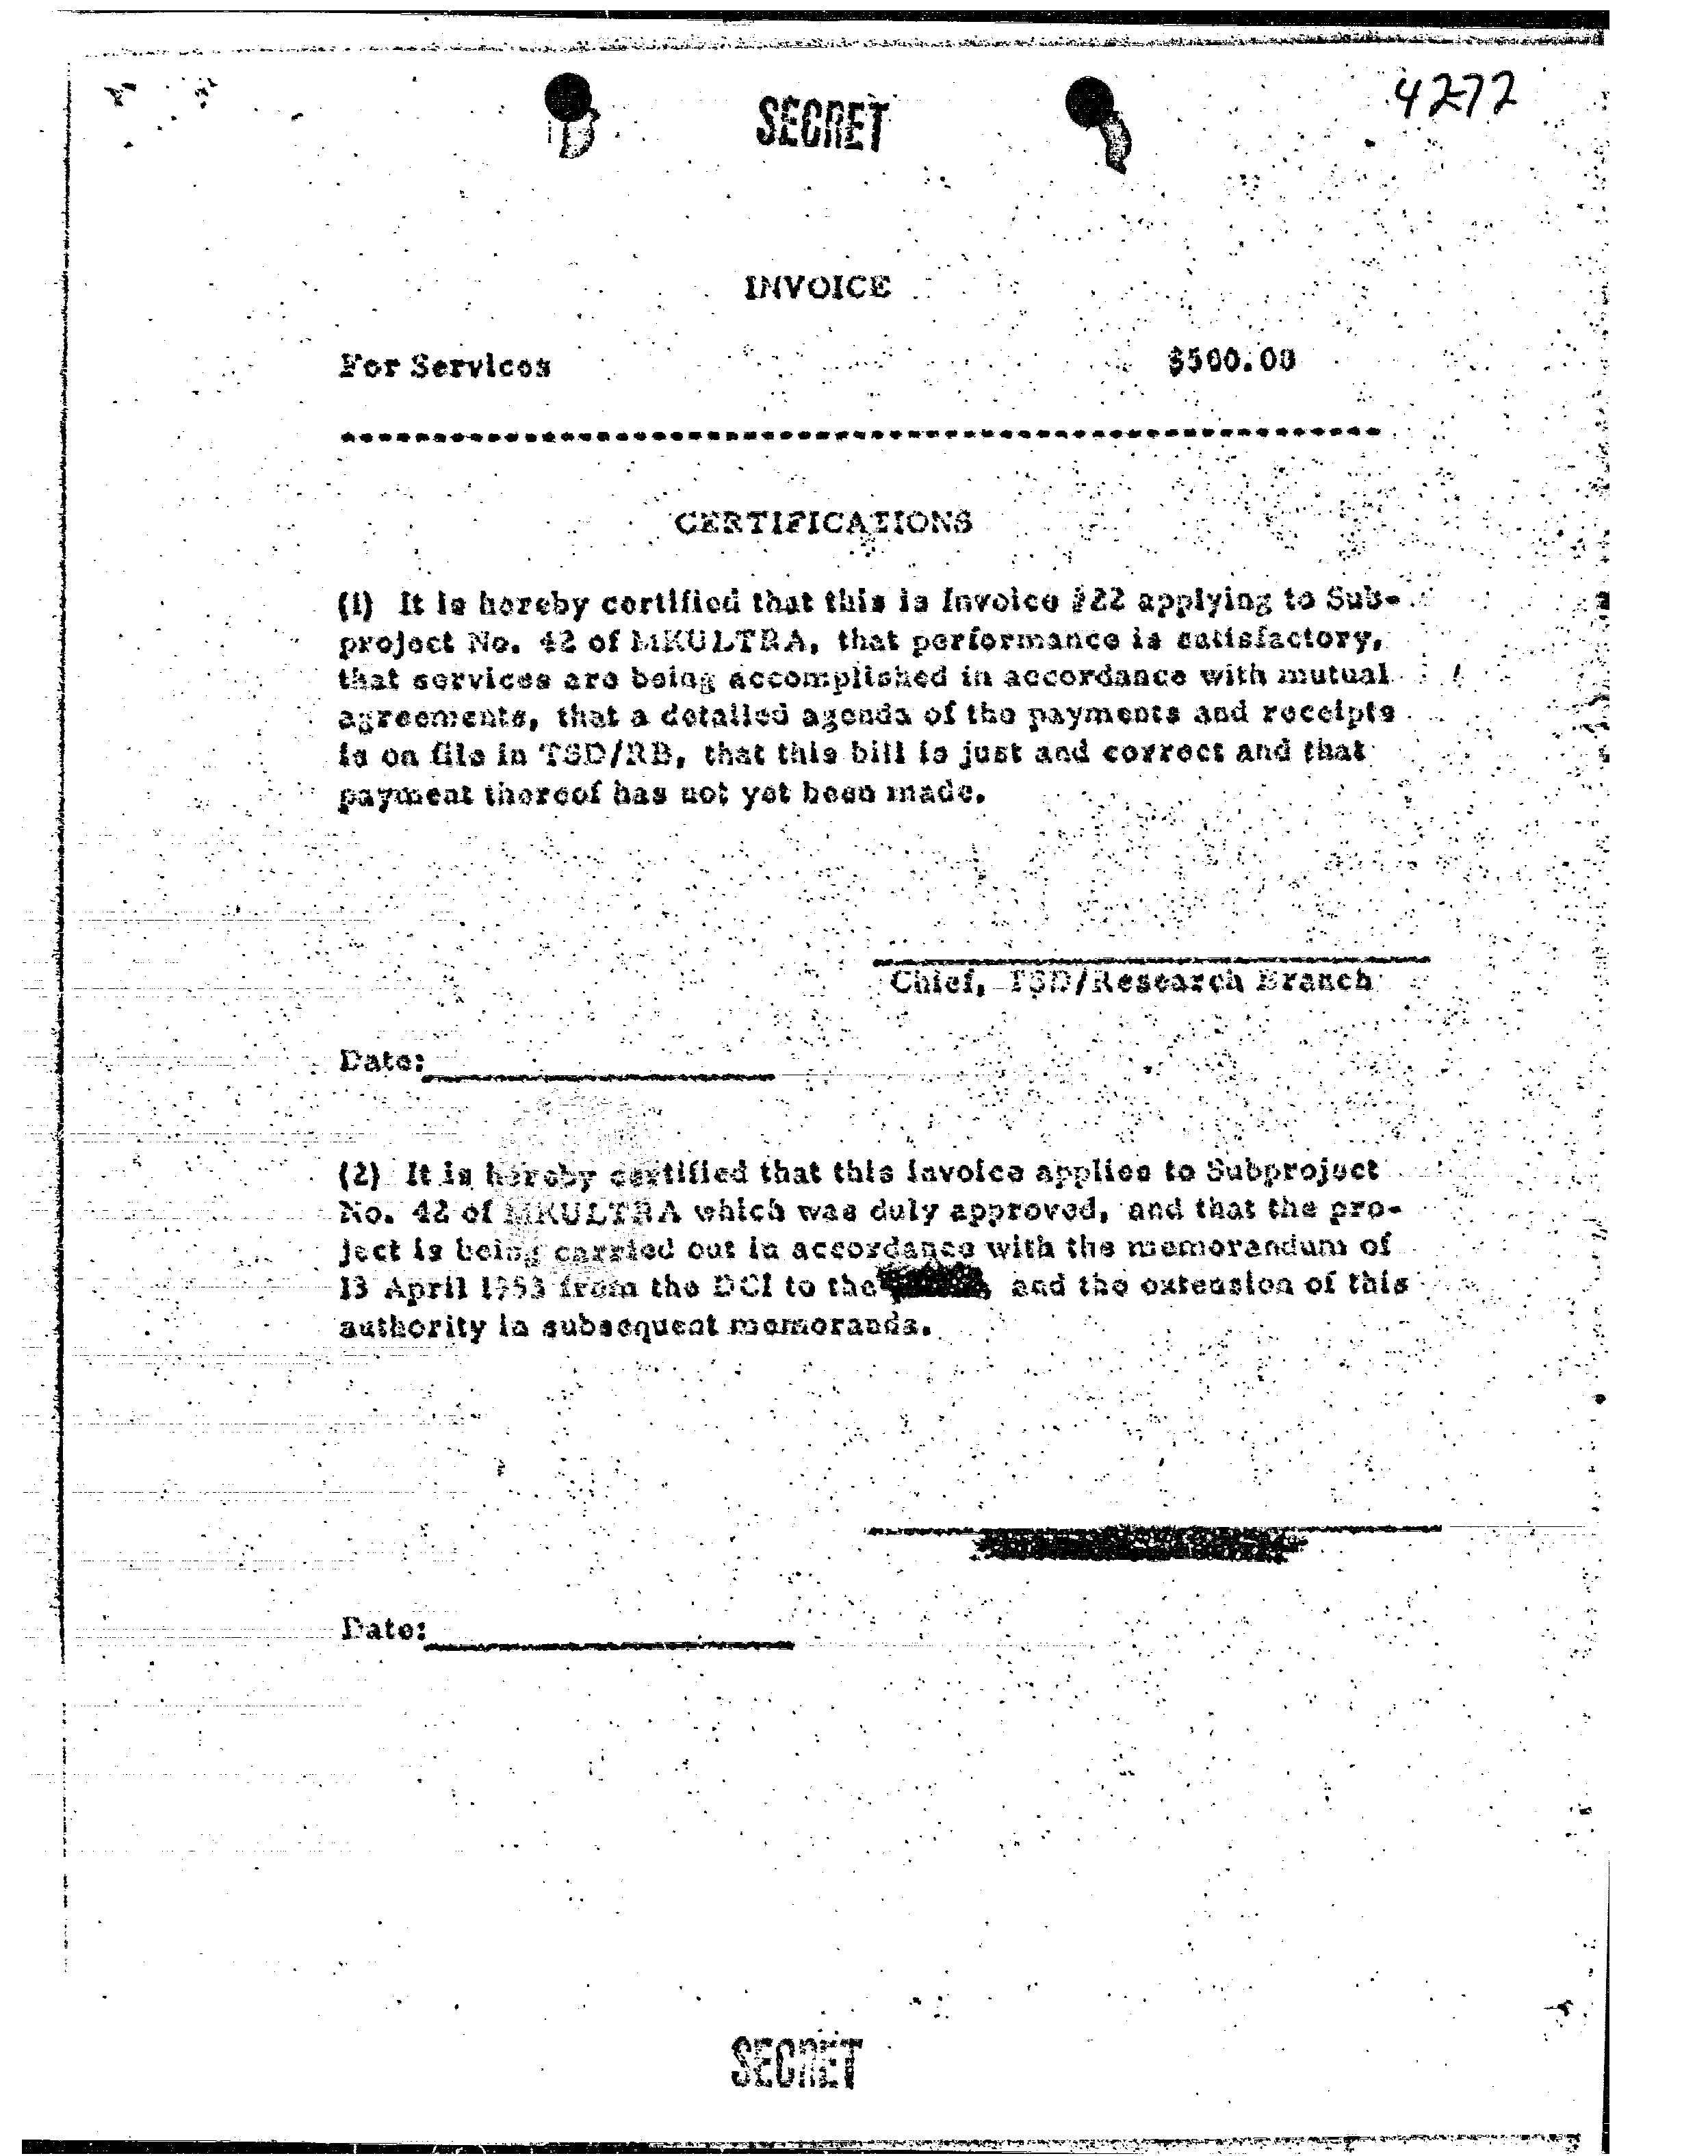 4272
SECRET
INVOICE
For Services $500.00
CERTIFICATIONS
(1) It is hereby certified that this is Invoice #22 applying to Sub-
project No. 42 of MKULTRA, that performance is satisfactory,
that services are being accomplished in accordance with mutual
agreements, that a detailed agenda of the payments and receipts
is on file in TSD/RB, that this bill is just and correct and that
payment thereof has not yet been made.
Chief, TSD/Research Branch
Date:
(2) It is hereby certified that this invoice applies to Subproject
No. 42 of MKULTRA which was duly approved, and that the pro-
ject is being carried out in accordance with the memorandum of
13 April 1953 from the DCI to the and the extension of this
authority in subsequent memoranda.
Date:
SECRET